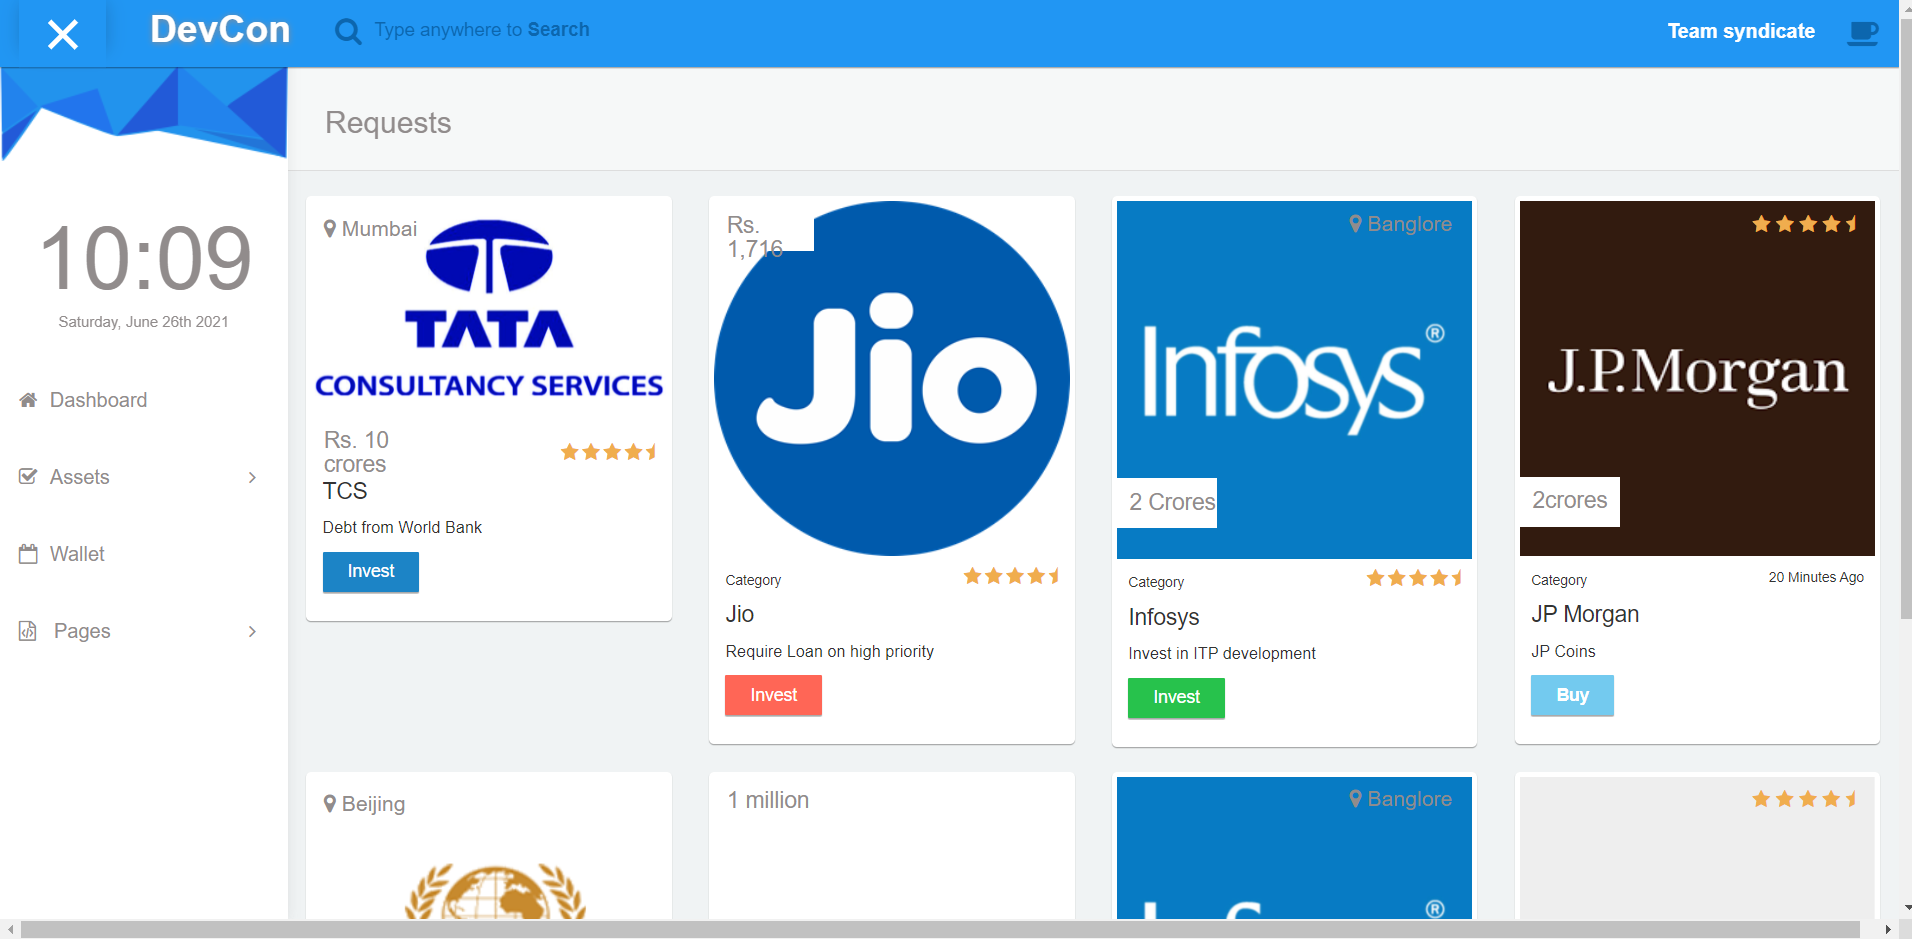 DevCon
Type anywhere to Search
Team syndicate
10:09
Saturday, June 26th 2021
Dashboard
Assets
Wallet
Pages
Requests
Mumbai
TATA
CONSULTANCY SERVICES
Rs. 10
crores
TCS
Debt from World Bank
Invest
Rs.
1,716
Jio
Category
Jio
Require Loan on high priority
Invest
Banglore
Infosys®
2 Crores
Category
Infosys
Invest in ITP development
Invest
J.P.Morgan
2crores
Category
20 Minutes Ago
JP Morgan
JP Coins
Buy
Beijing
1 million
Banglore
®